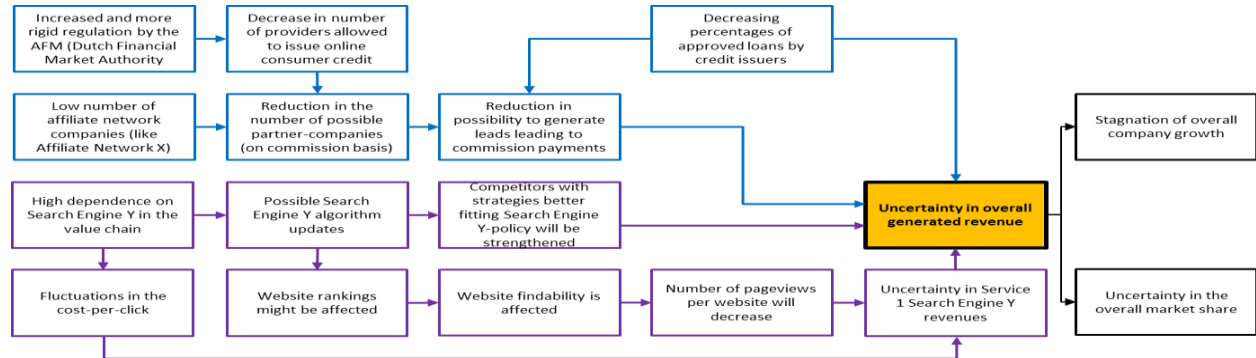 Increased and more
rigid regulation by the
AFM (Dutch Financial
Market Authority
Decrease in number
of providers allowed
to issue online
consumer credit
Decreasing
percentages of
approved loans by
credit issuers
Low number of
affiliate network
companies (like
Affiliate Network X)
Reduction in the
number of possible
partner-companies
(on commission basis)
Reduction in
possibility to generate
leads leading to
commission payments
Stagnation of overall
company growth
High dependence on
Search Engine Y in the
value chain
Possible Search
Engine Y algorithm
updates
Competitors with
strategies better
fitting Search Engine
Y-policy will be
strengthened
Uncertainty in overall
generated revenue
Fluctuations in the
cost-per-click
Website rankings
might be affected
Website findability is
affected
Number of pageviews
per website will
decrease
Uncertainty in Service
1 Search Engine Y
revenues
Uncertainty in the
overall market share